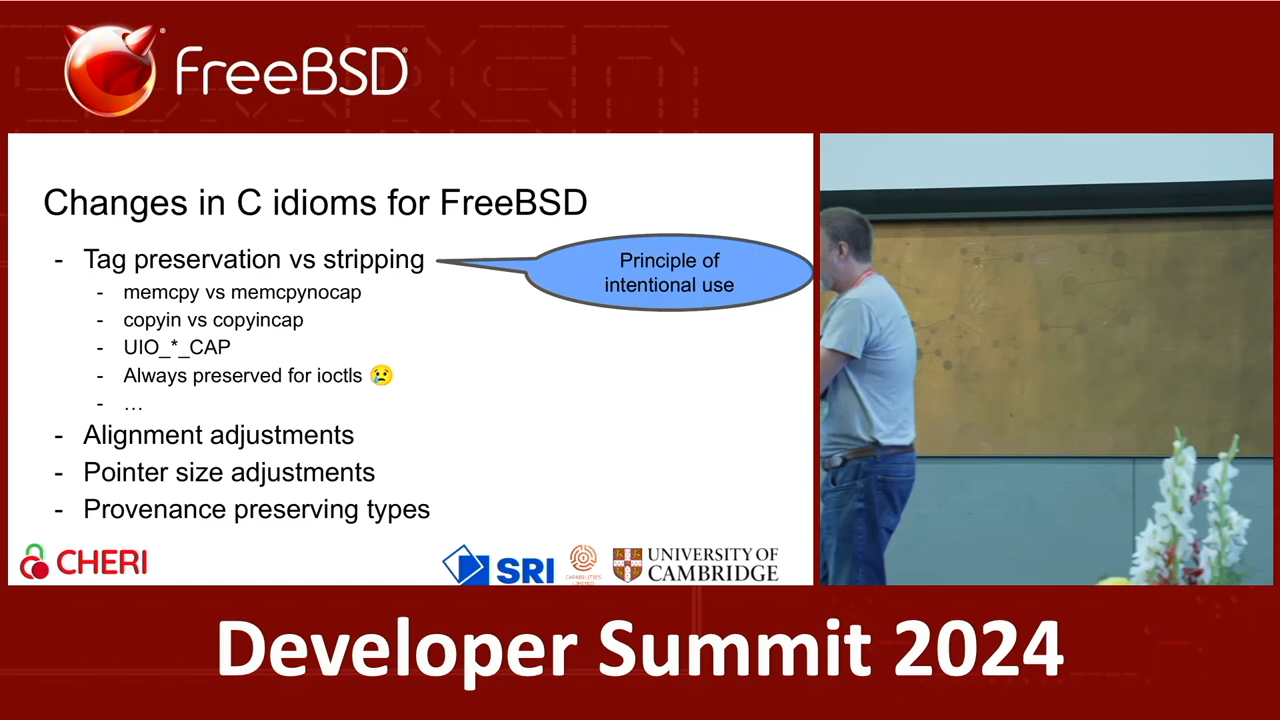 FreeBSD®
Changes in C idioms for FreeBSD
- Tag preservation vs stripping
Principle of
intentional use
- memcpy vs memcpynocap
- copyin vs copyincap
- UIO_*_CAP
- Always preserved for ioctls 😢
- …
- Alignment adjustments
- Pointer size adjustments
- Provenance preserving types
CHERI
SRI
CAPABILITIES
LIMITED
UNIVERSITY OF
CAMBRIDGE
Developer Summit 2024